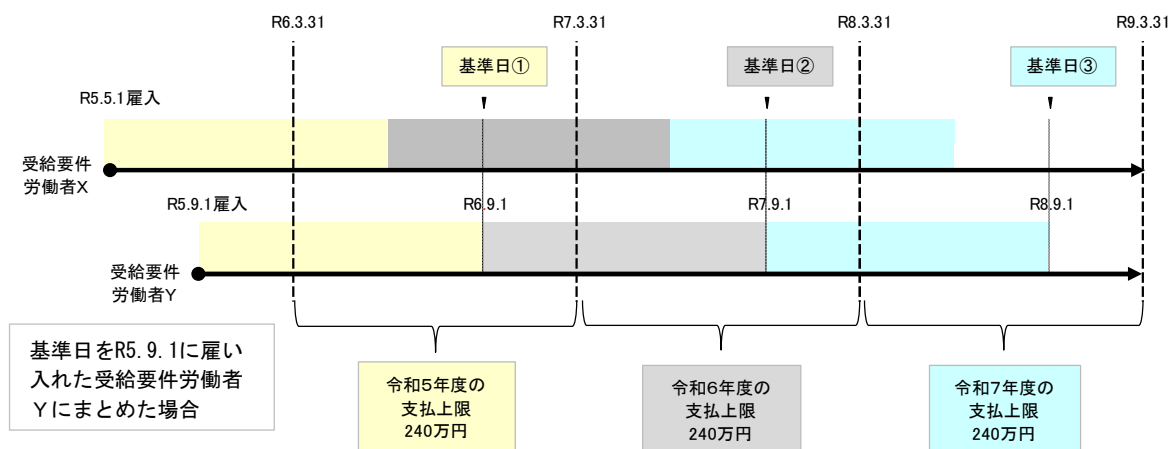 R6.3.31
R7.3.31
R8.3.31
R9.3.31
基準日①
基準日②
基準日③
R5.5.1雇入
受給要件
労働者X
R5.9.1雇入
R6.9.1
R7.9.1
R8.9.1
受給要件
労働者Y
基準日をR5.9.1に雇い
入れた受給要件労働者
Yにまとめた場合
令和5年度の
支払上限
240万円
令和6年度の
支払上限
240万円
令和7年度の
支払上限
240万円